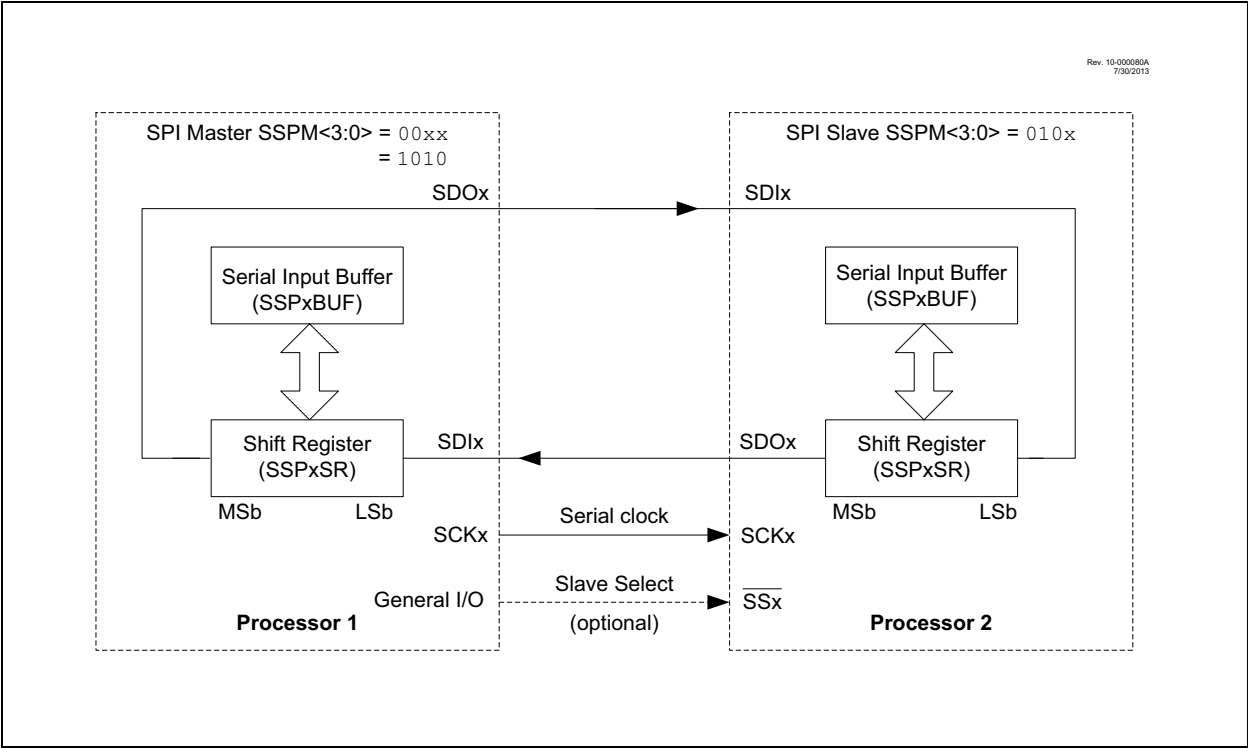 Rev. 10-000080A
7/30/2013
SPI Master SSPM<3:0> = 00xx
= 1010
SPI Slave SSPM<3:0> = 010x
SDOx
SDIx
Serial Input Buffer
(SSPxBUF)
Serial Input Buffer
(SSPxBUF)
Shift Register
(SSPxSR)
SDIx
SDOx
Shift Register
(SSPxSR)
MSb
LSb
MSb
LSb
SCKx
Serial clock
SCKx
General I/O
Slave Select
(optional)
S̅S̅x̅
Processor 1
Processor 2